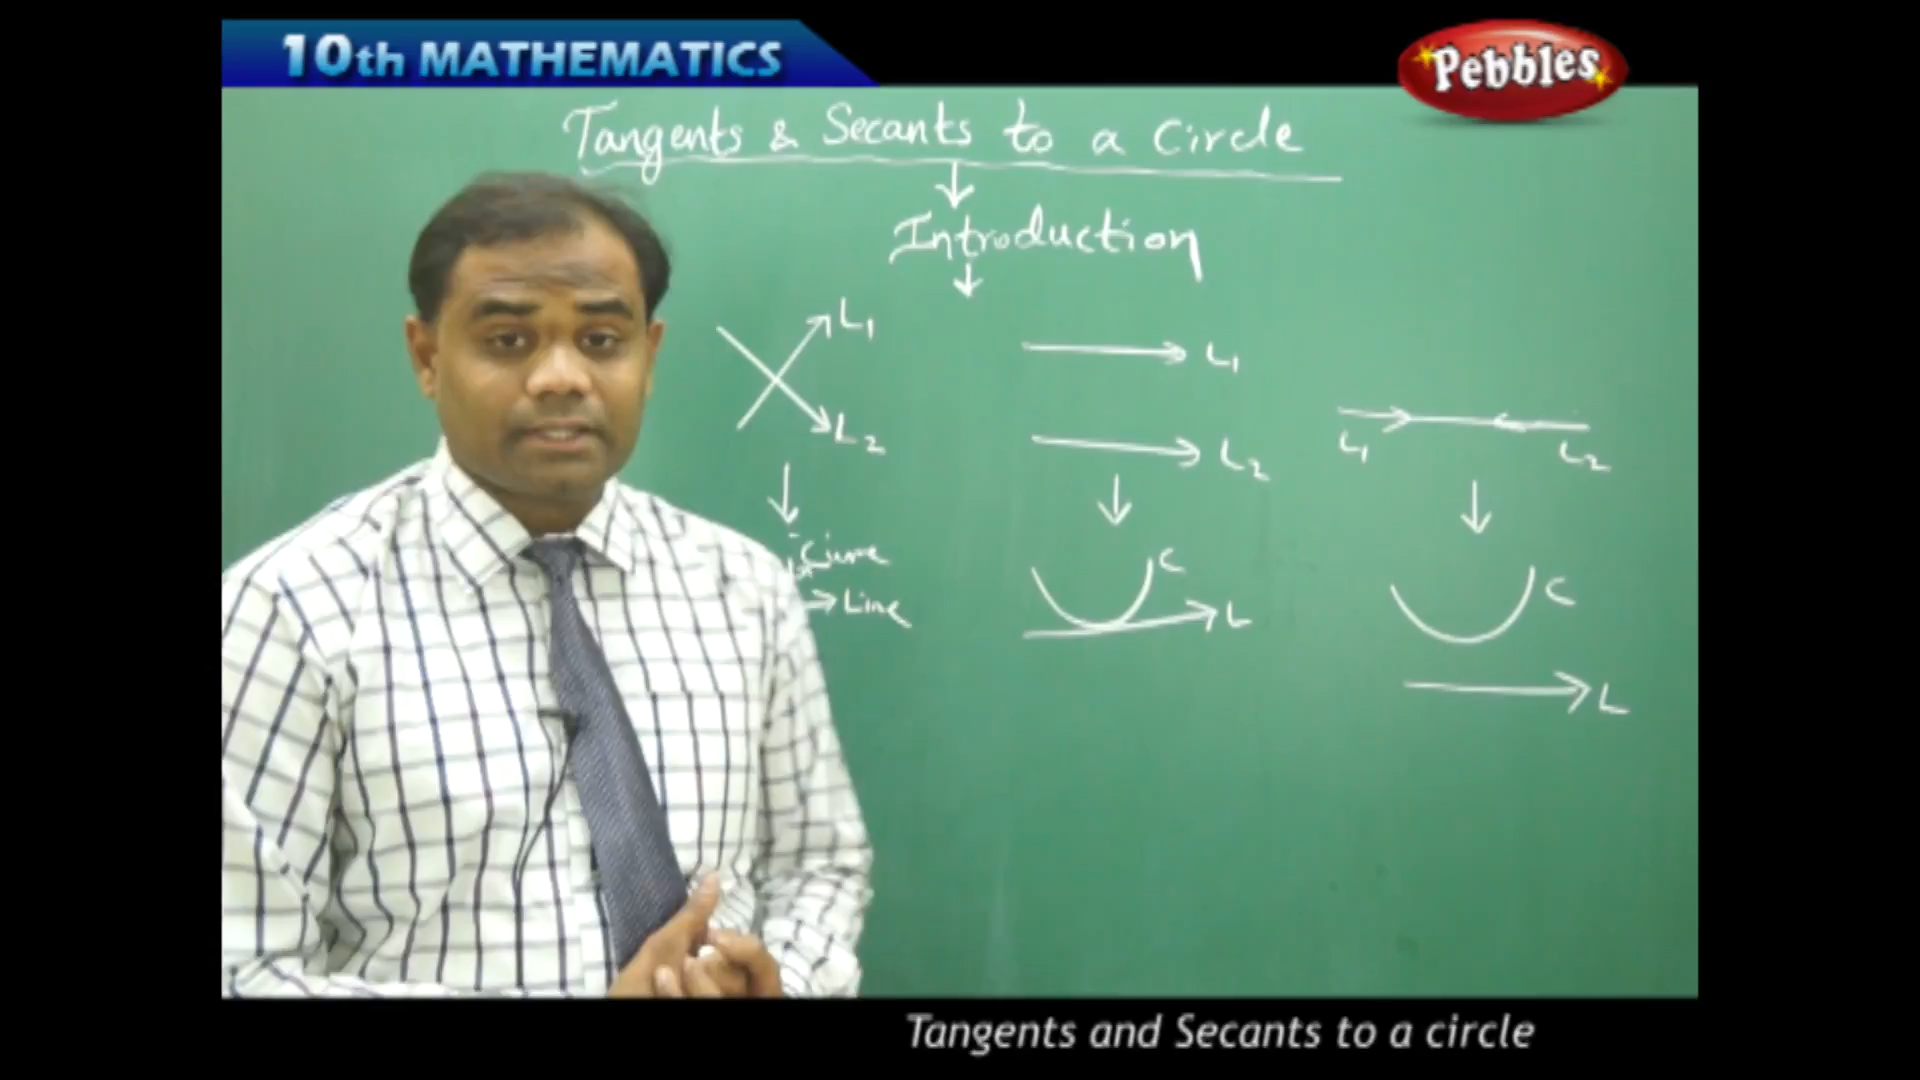 10th MATHEMATICS
Pebbles
Tangents & Secants to a Circle
Introduction
L1
L2
L1
L2
L1
L2
Line
C
L
C
L
Tangents and Secants to a circle